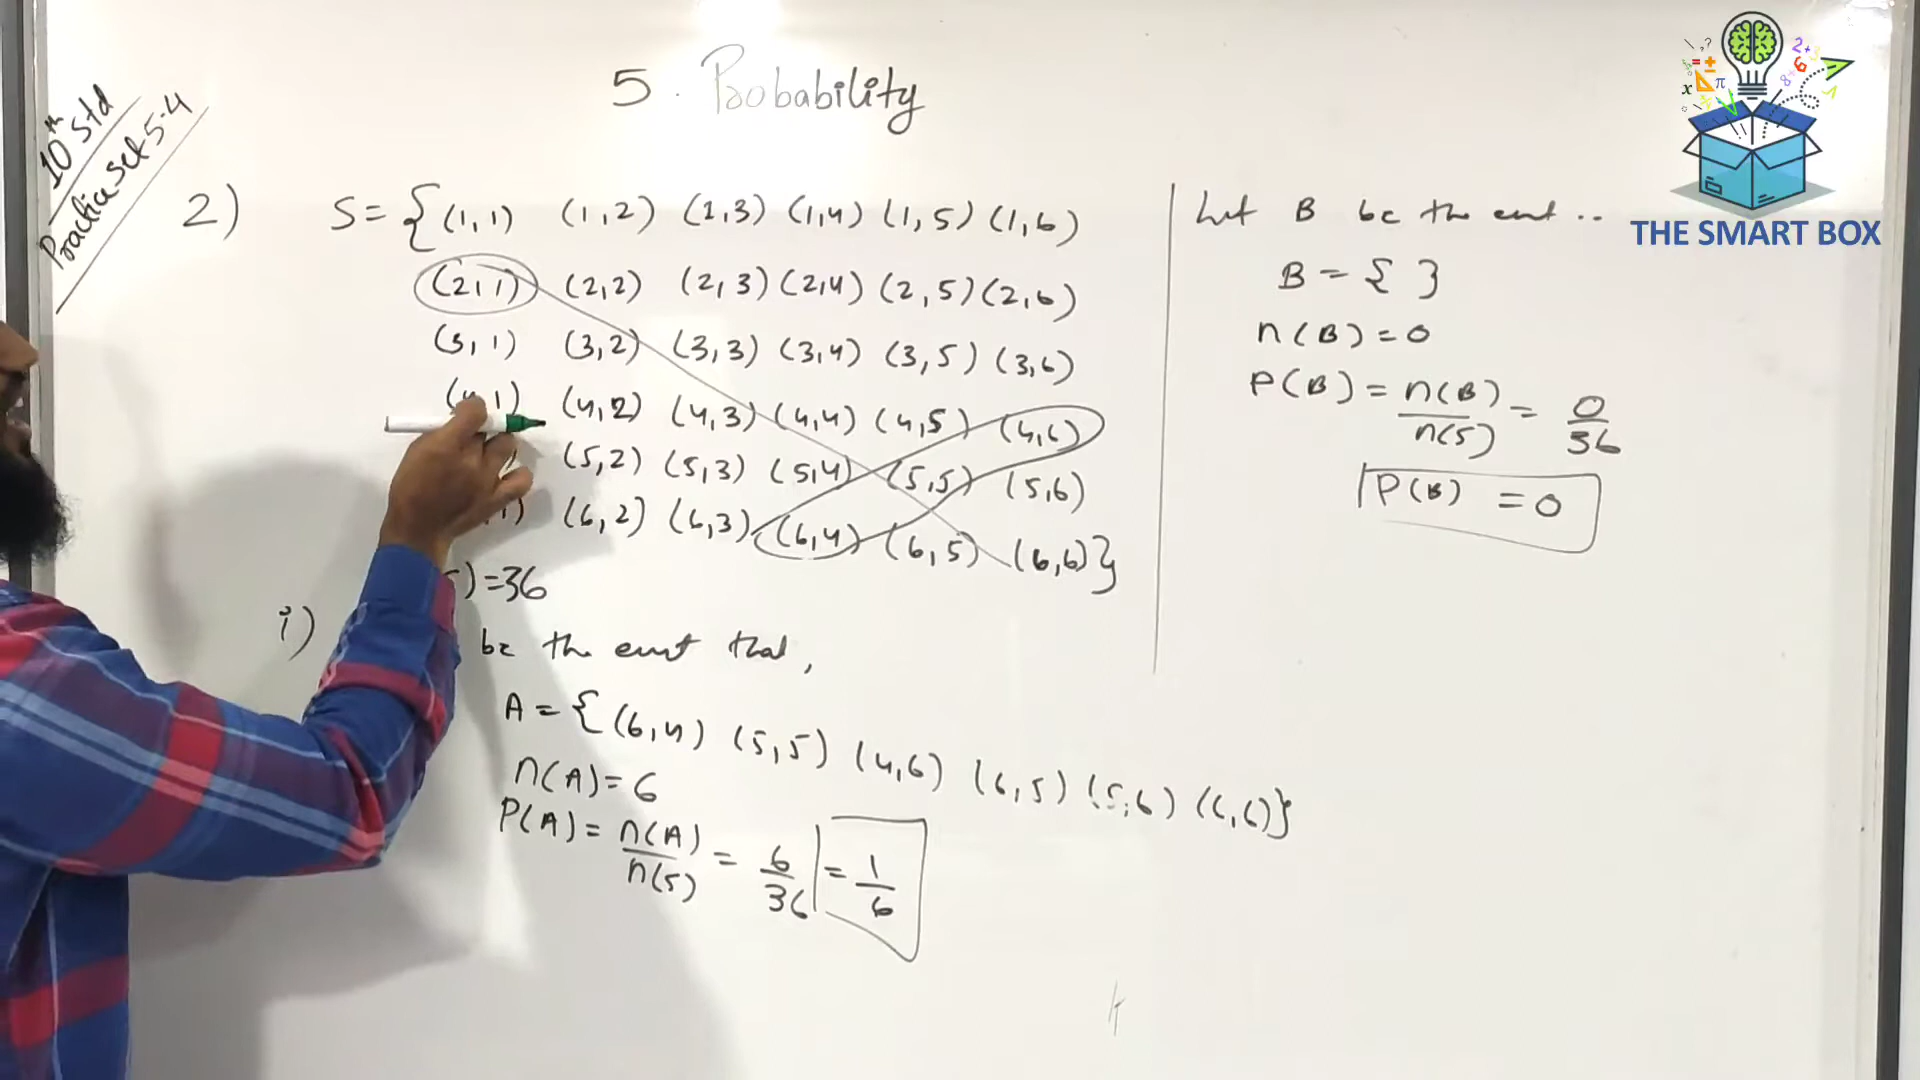 10th std
Practice set 5.4
5. Probability
2) S = { (1,1) (1,2) (1,3) (1,4) (1,5) (1,6)
(2,1) (2,2) (2,3) (2,4) (2,5) (2,6)
(3,1) (3,2) (3,3) (3,4) (3,5) (3,6)
(4,1) (4,2) (4,3) (4,4) (4,5) (4,6)
(5,2) (5,3) (5,4) (5,5) (5,6)
(6,2) (6,3) (6,4) (6,5) (6,6) }
) = 36
i) be the event that,
A = { (6,4) (5,5) (4,6) (6,5) (5,6) (6,6) }
n(A) = 6
P(A) = n(A)/n(S) = 6/36 = 1/6
Let B be the event ..
B = { }
n(B) = 0
P(B) = n(B)/n(S) = 0/36
P(B) = 0
THE SMART BOX